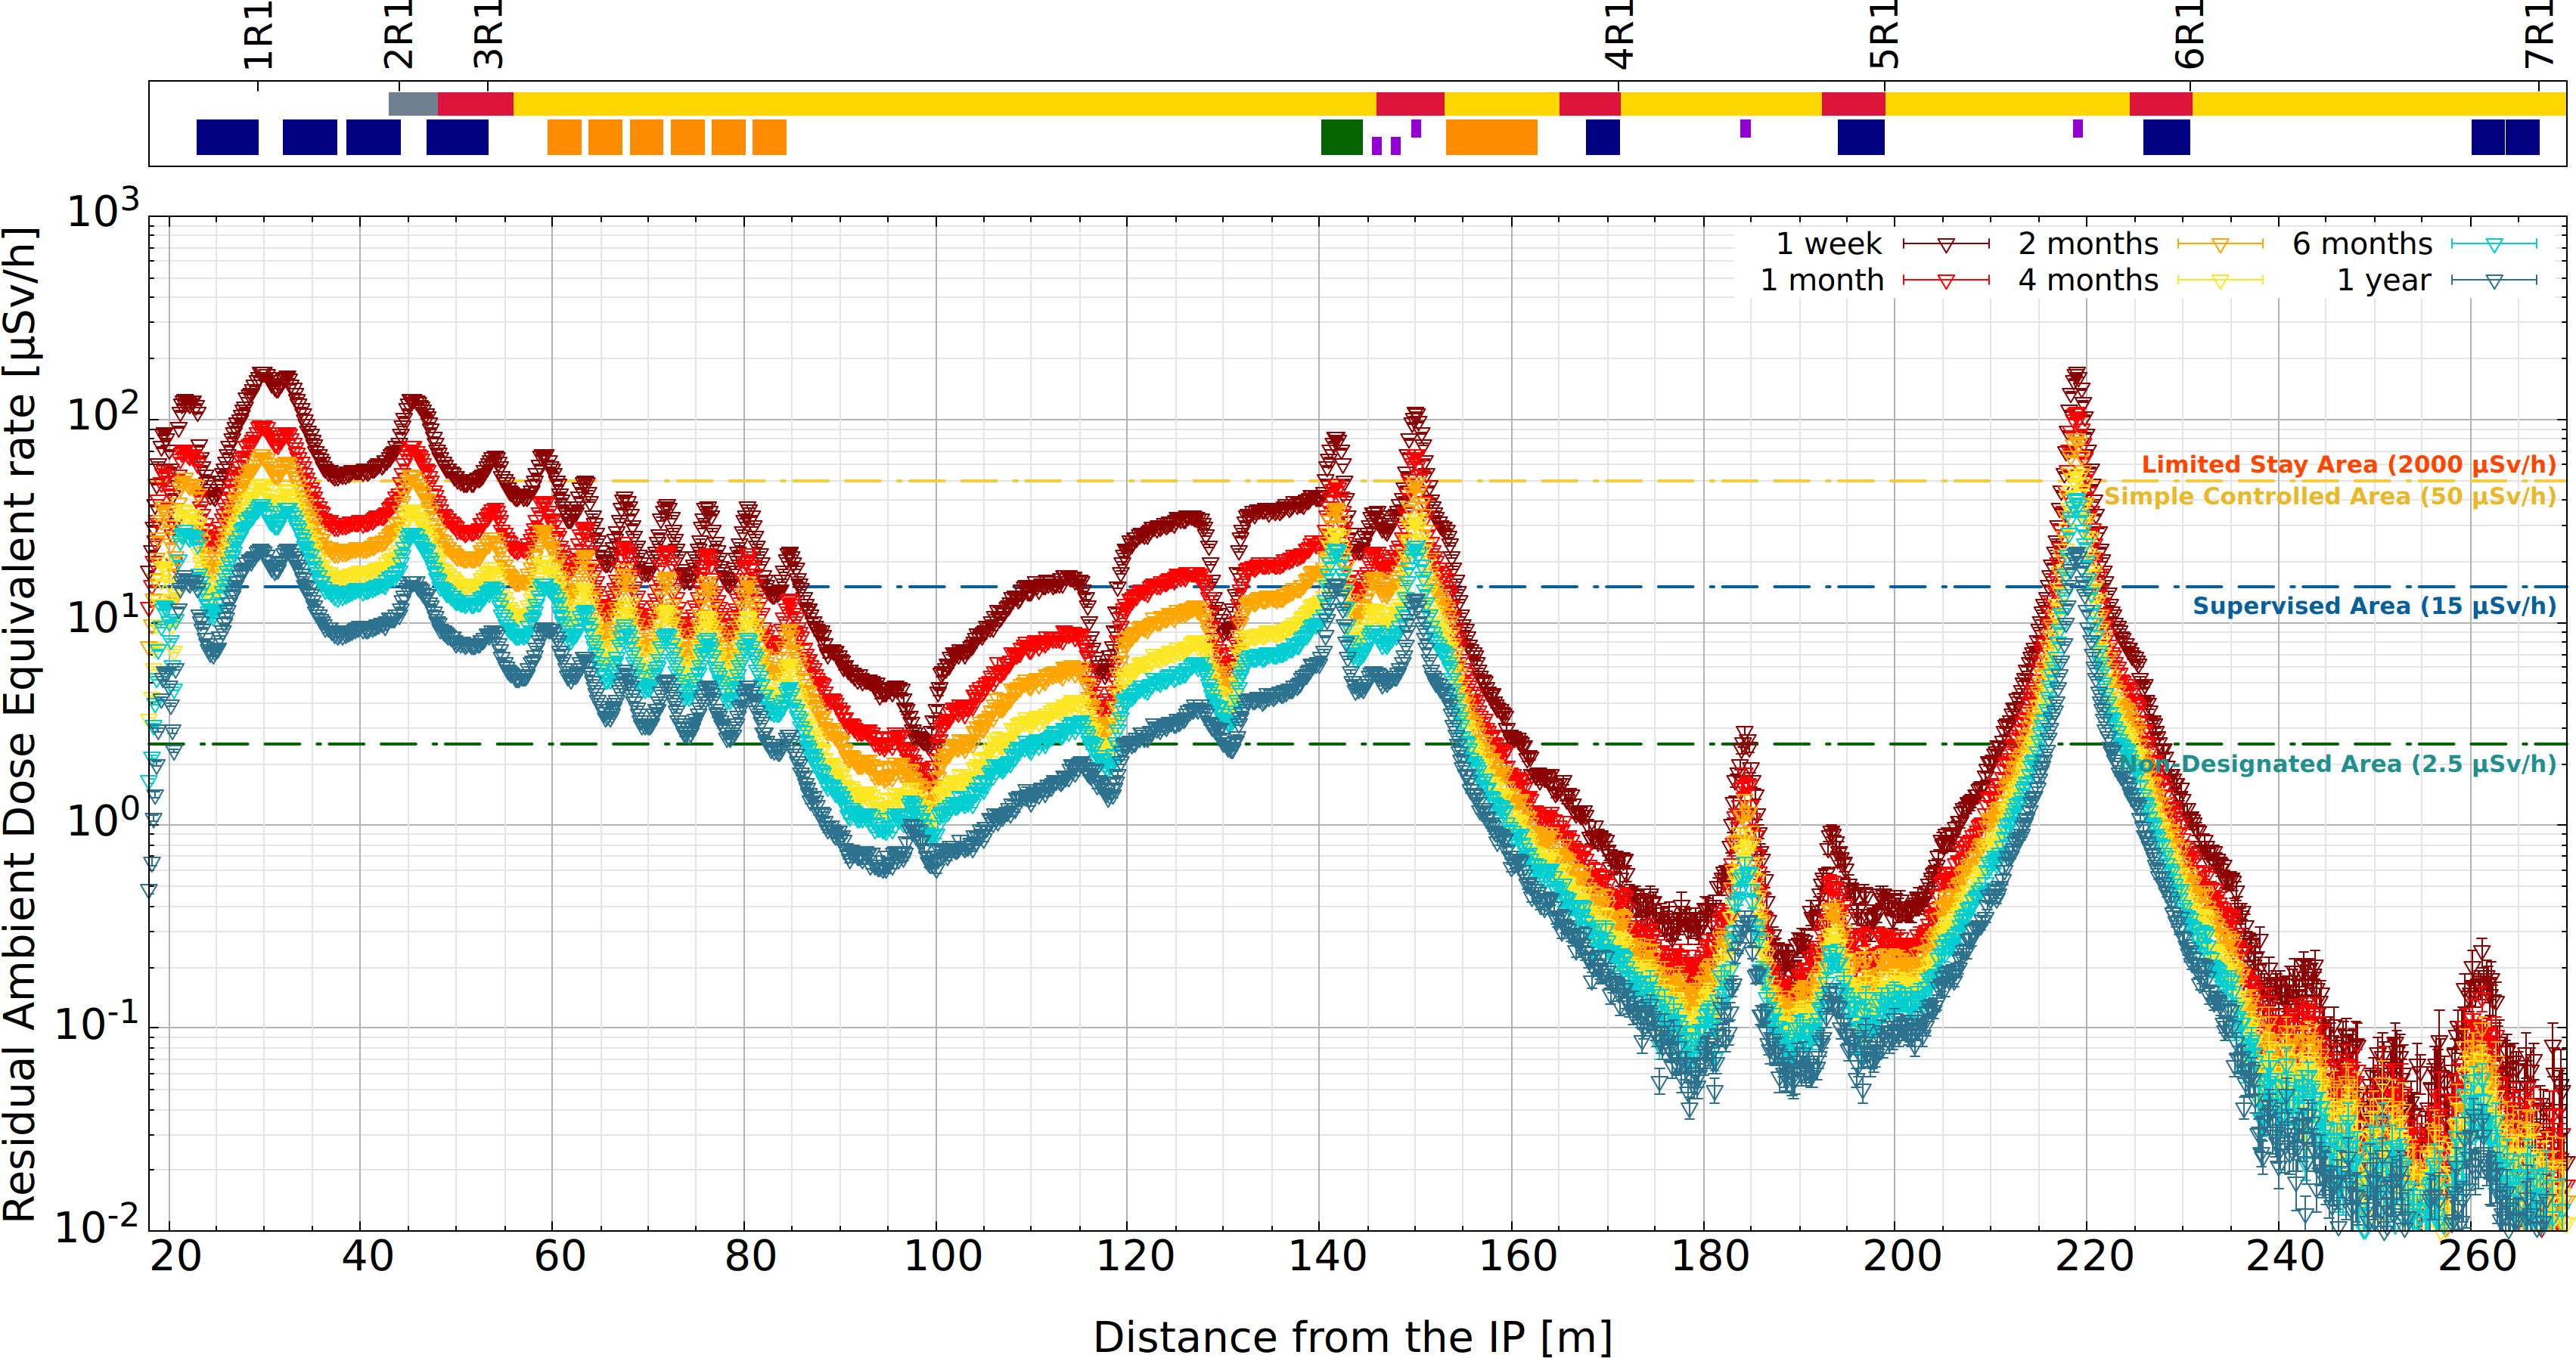 1R1
2R1
3R1
4R1
5R1
6R1
7R1
Residual Ambient Dose Equivalent rate [µSv/h]
10³
10²
10¹
10⁰
10⁻¹
10⁻²
1 week
2 months
6 months
1 month
4 months
1 year
Limited Stay Area (2000 µSv/h)
Simple Controlled Area (50 µSv/h)
Supervised Area (15 µSv/h)
Non-Designated Area (2.5 µSv/h)
20 40 60 80 100 120 140 160 180 200 220 240 260
Distance from the IP [m]